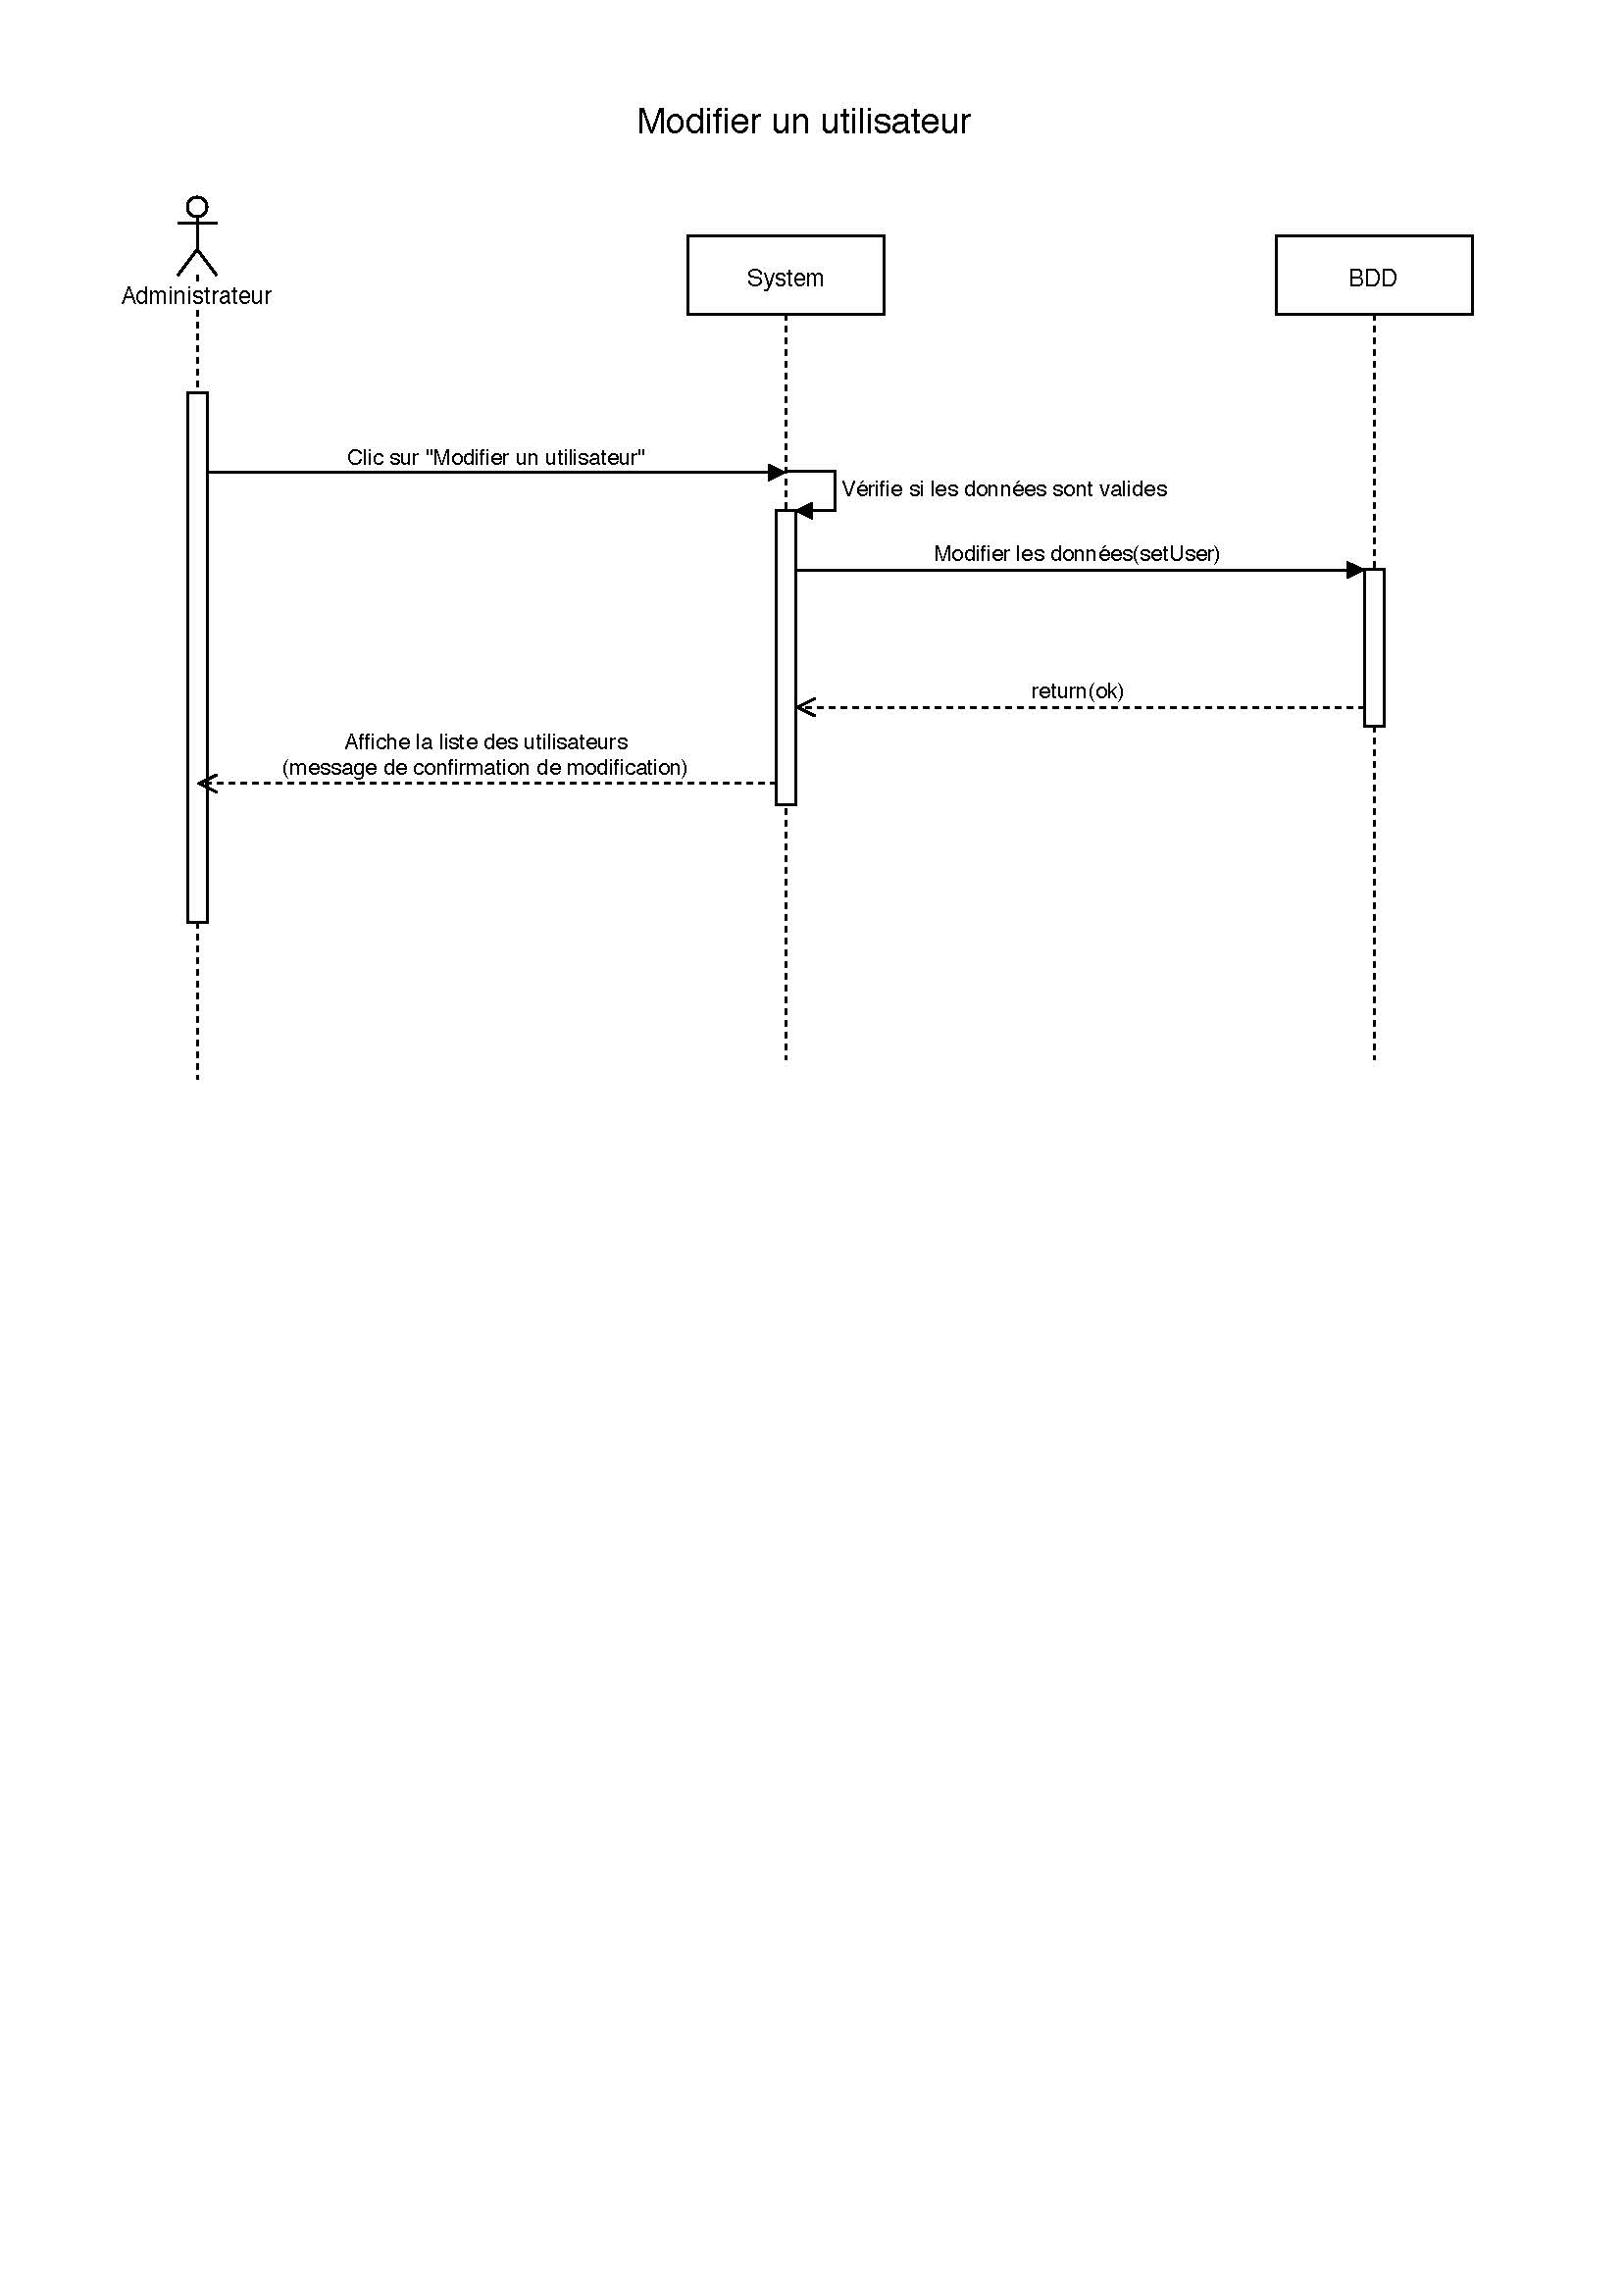 Modifier un utilisateur
Administrateur
System
BDD
Clic sur "Modifier un utilisateur"
Vérifie si les données sont valides
Modifier les données(setUser)
return(ok)
Affiche la liste des utilisateurs
(message de confirmation de modification)